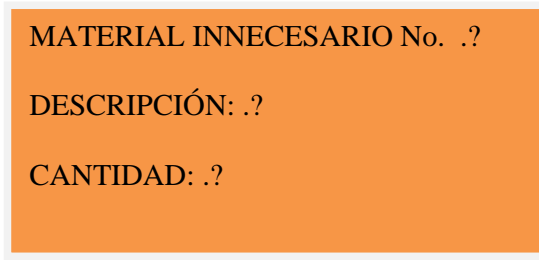 MATERIAL INNECESARIO No. .?
DESCRIPCIÓN: .?
CANTIDAD: .?